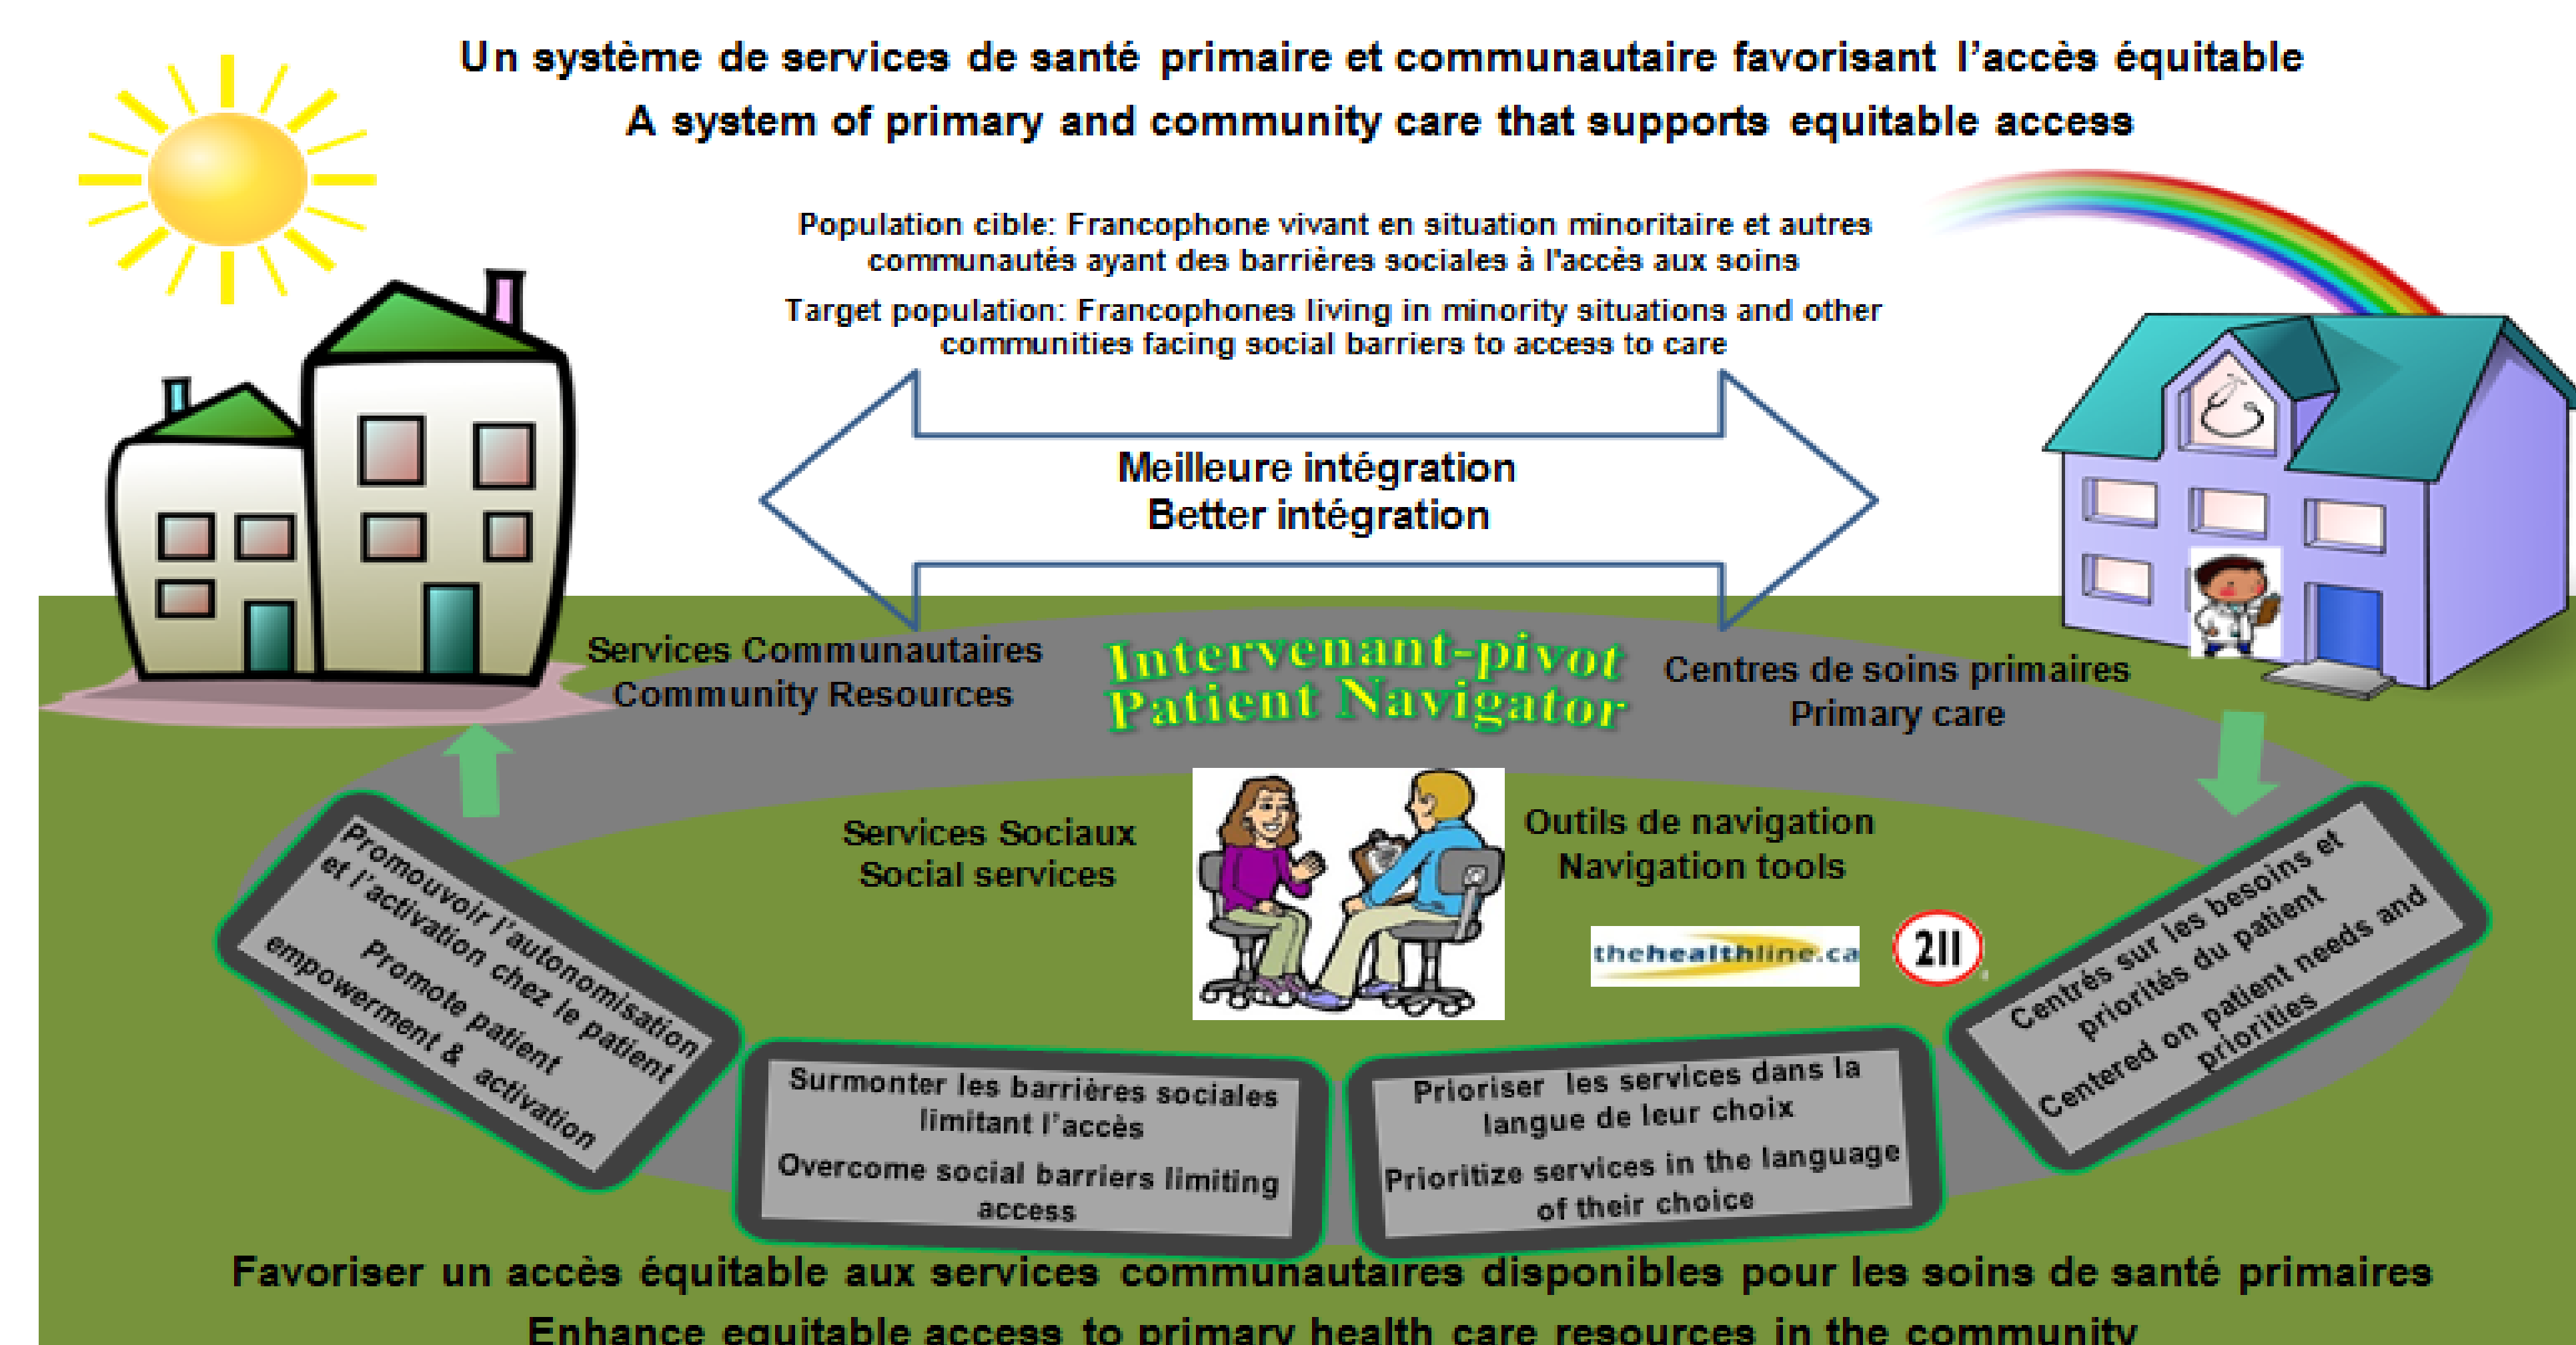 Un système de services de santé primaire et communautaire favorisant l'accès équitable
A system of primary and community care that supports equitable access
Population cible: Francophone vivant en situation minoritaire et autres
communautés ayant des barrières sociales à l'accès aux soins
Target population: Francophones living in minority situations and other
communities facing social barriers to access to care
Meilleure intégration
Better intégration
Services Communautaires
Community Resources
Intervenant-pivot
Patient Navigator
Centres de soins primaires
Primary care
Services Sociaux
Social services
Outils de navigation
Navigation tools
thehealthline.ca
211
Promouvoir l'autonomisation
et l'activation chez le patient
Promote patient
empowerment & activation
Surmonter les barrières sociales
limitant l'accès
Overcome social barriers limiting
access
Prioriser les services dans la
langue de leur choix
Prioritize services in the language
of their choice
Centrés sur les besoins et
priorités du patient
Centered on patient needs and
priorities
Favoriser un accès équitable aux services communautaires disponibles pour les soins de santé primaires
Enhance equitable access to primary health care resources in the community